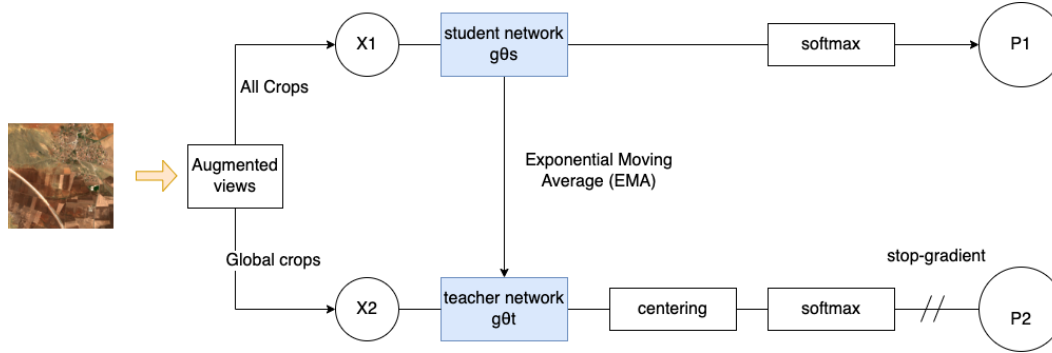 X1
student network
gθs
softmax
P1
All Crops
Augmented
views
Exponential Moving
Average (EMA)
Global crops
stop-gradient
X2
teacher network
gθt
centering
softmax
P2